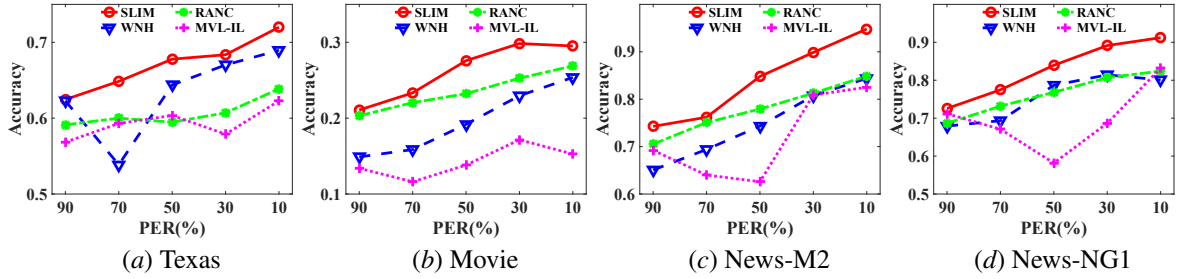 SLIM RANC
WNH MVL-IL
Accuracy
0.7
0.6
0.5
90 70 50 30 10
PER(%)
(a) Texas
SLIM RANC
WNH MVL-IL
Accuracy
0.3
0.2
0.1
90 70 50 30 10
PER(%)
(b) Movie
SLIM RANC
WNH MVL-IL
Accuracy
0.9
0.8
0.7
0.6
90 70 50 30 10
PER(%)
(c) News-M2
SLIM RANC
WNH MVL-IL
Accuracy
0.9
0.8
0.7
0.6
0.5
90 70 50 30 10
PER(%)
(d) News-NG1